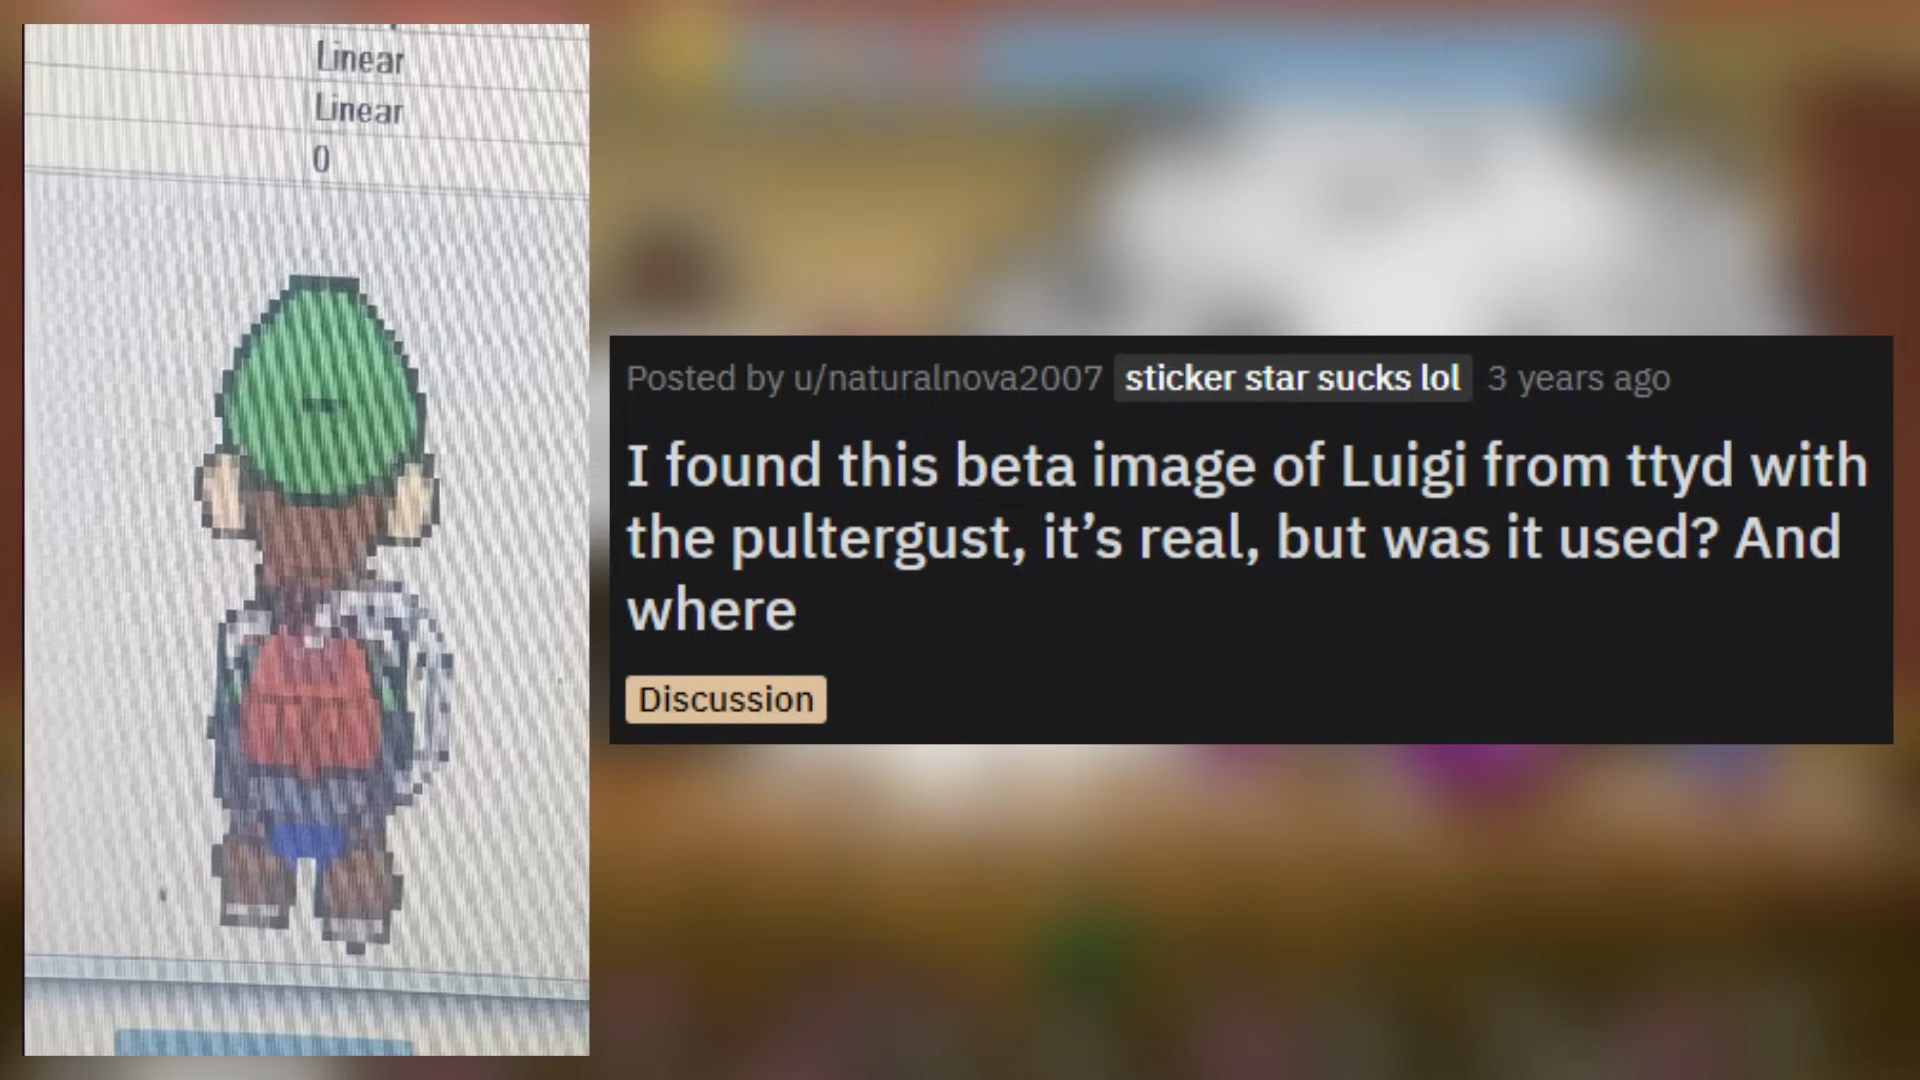 Linear
Linear
0
Posted by u/naturalnova2007 sticker star sucks lol 3 years ago
I found this beta image of Luigi from ttyd with
the pultergust, it's real, but was it used? And
where
Discussion